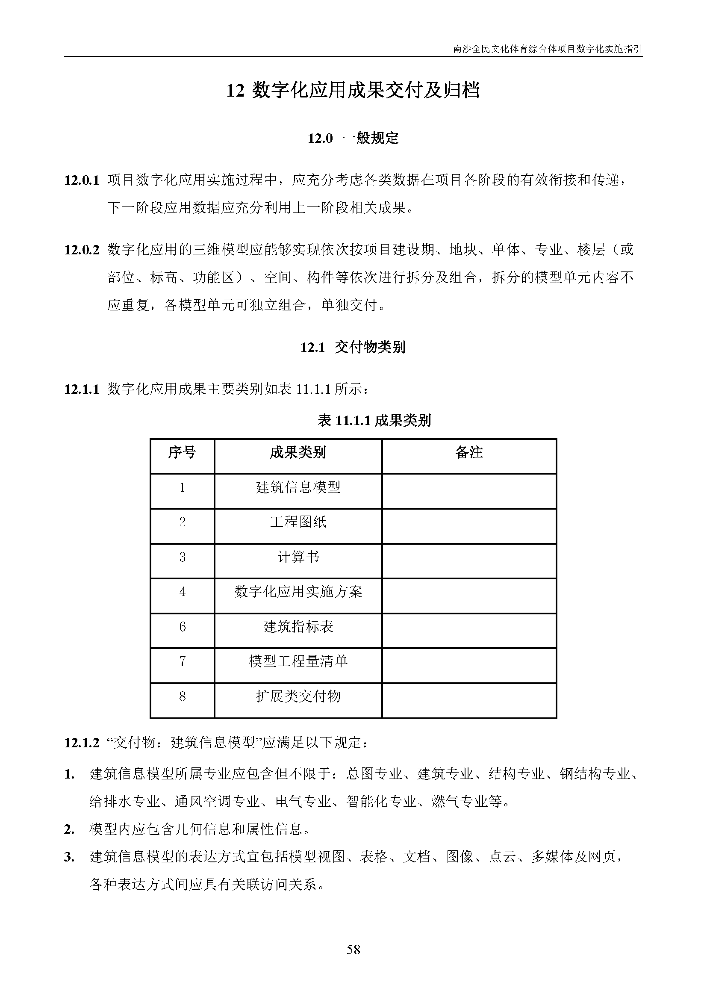 南沙全民文化体育综合体项目数字化实施指引
12 数字化应用成果交付及归档
12.0 一般规定
12.0.1 项目数字化应用实施过程中，应充分考虑各类数据在项目各阶段的有效衔接和传递，
下一阶段应用数据应充分利用上一阶段相关成果。
12.0.2 数字化应用的三维模型应能够实现依次按项目建设期、地块、单体、专业、楼层（或
部位、标高、功能区）、空间、构件等依次进行拆分及组合，拆分的模型单元内容不
应重复，各模型单元可独立组合，单独交付。
12.1 交付物类别
12.1.1 数字化应用成果主要类别如表 11.1.1 所示：
表 11.1.1 成果类别
序号 成果类别 备注
1 建筑信息模型
2 工程图纸
3 计算书
4 数字化应用实施方案
6 建筑指标表
7 模型工程量清单
8 扩展类交付物
12.1.2 “交付物：建筑信息模型”应满足以下规定：
1. 建筑信息模型所属专业应包含但不限于：总图专业、建筑专业、结构专业、钢结构专业、
给排水专业、通风空调专业、电气专业、智能化专业、燃气专业等。
2. 模型内应包含几何信息和属性信息。
3. 建筑信息模型的表达方式宜包括模型视图、表格、文档、图像、点云、多媒体及网页，
各种表达方式间应具有关联访问关系。
58